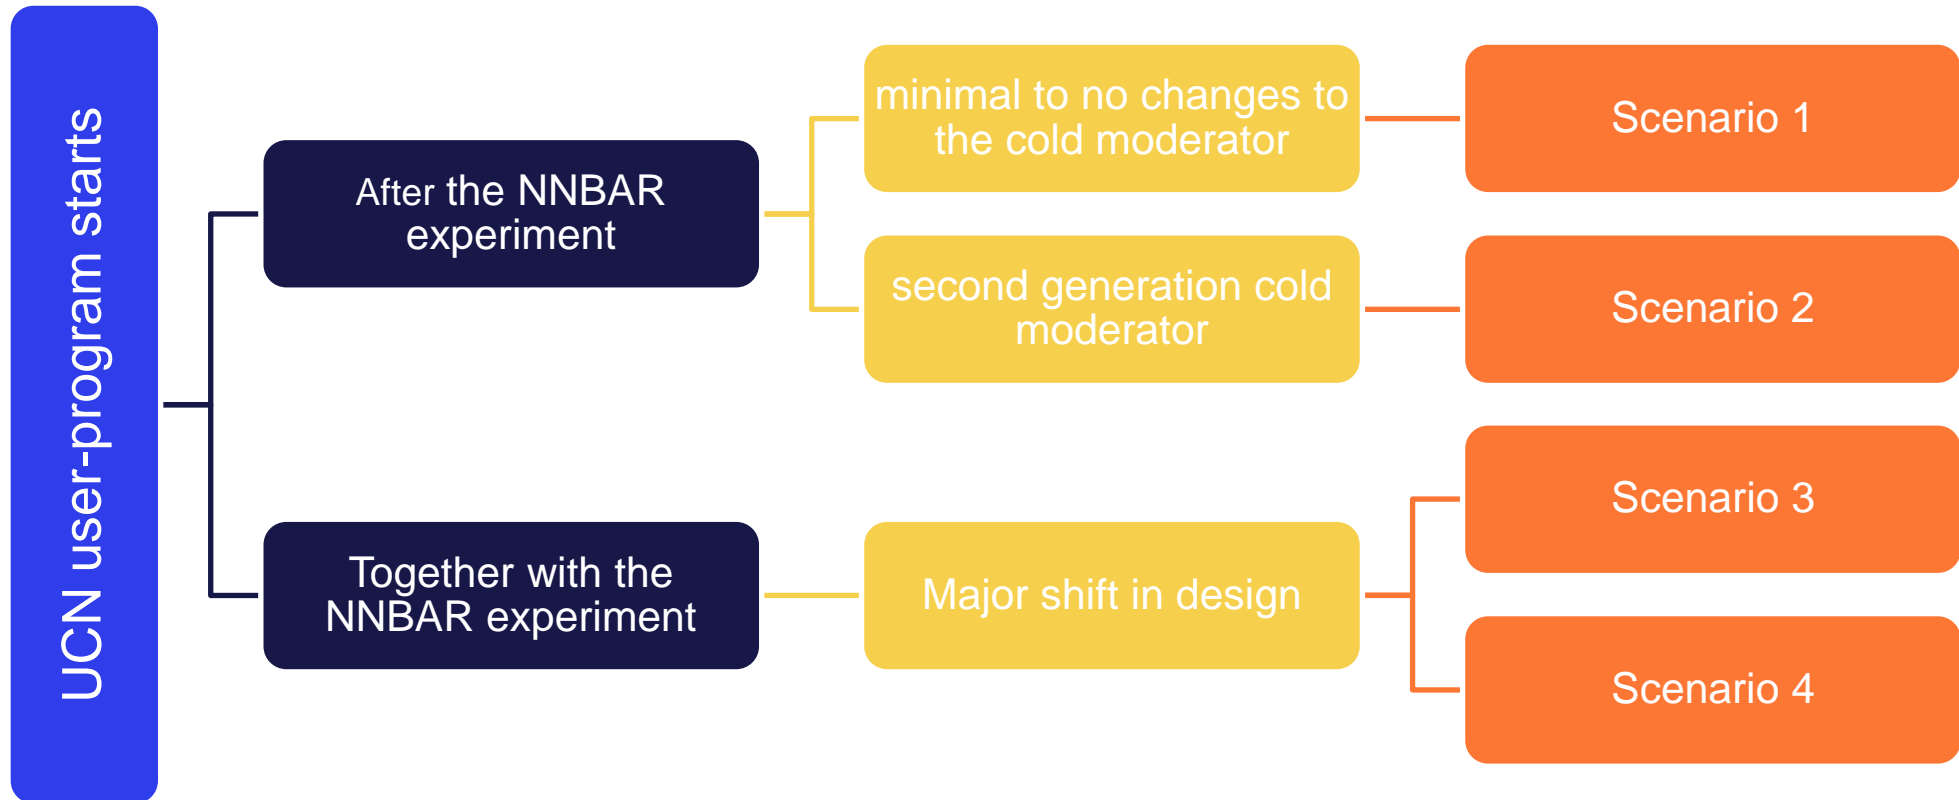 UCN user-program starts
After the NNBAR
experiment
minimal to no changes to
the cold moderator
Scenario 1
second generation cold
moderator
Scenario 2
Together with the
NNBAR experiment
Major shift in design
Scenario 3
Scenario 4